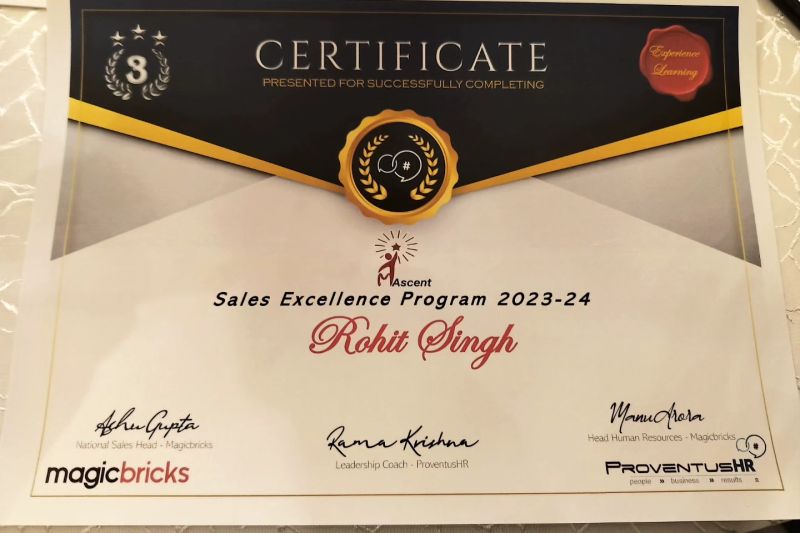 3
CERTIFICATE
PRESENTED FOR SUCCESSFULLY COMPLETING
Experience
Learning
#
Ascent
Sales Excellence Program 2023-24
Rohit Singh
Ashu Gupta
National Sales Head - Magicbricks
magicbricks
Rama Krishna
Leadership Coach - ProventusHR
Manu Arora
Head Human Resources - Magicbricks
#
PROVENTUSHR
people » business » results